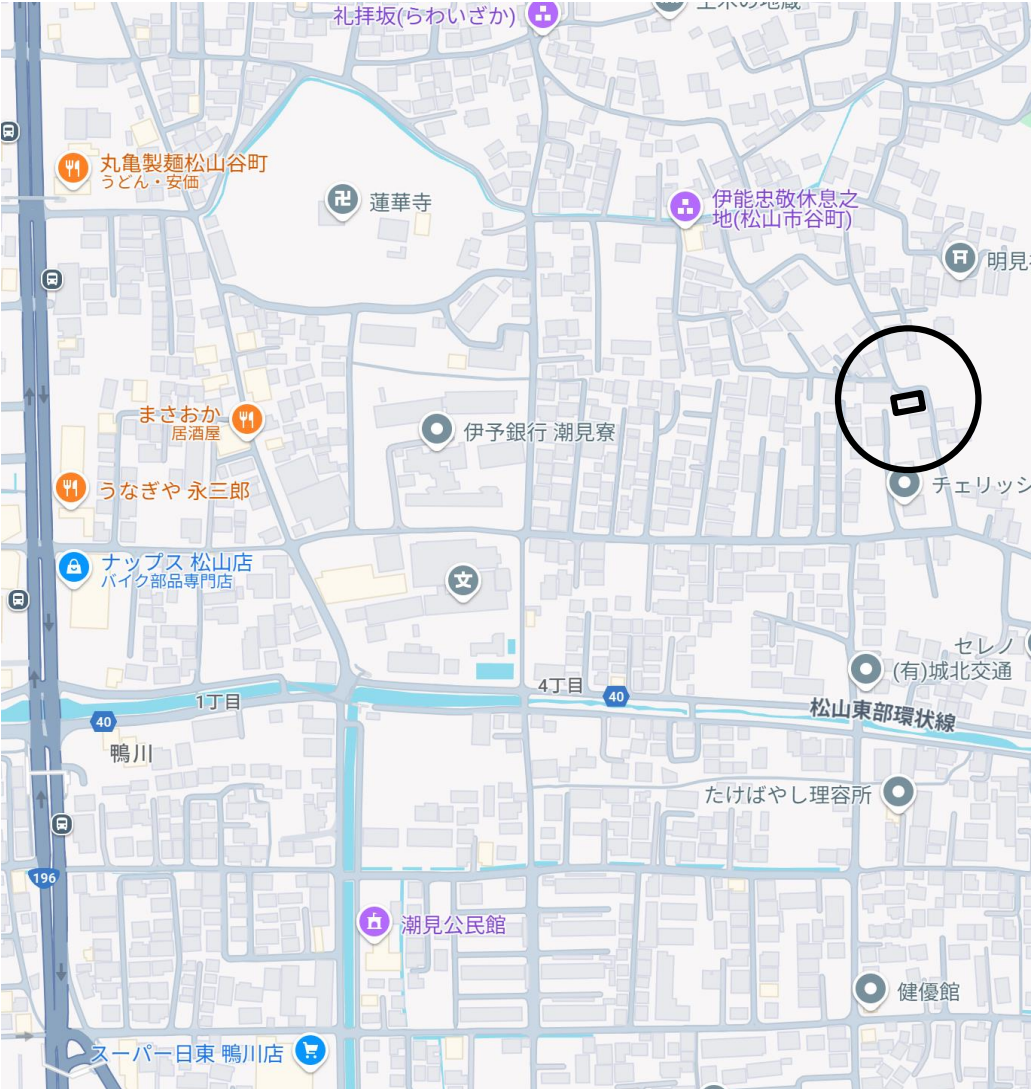 礼拝坂(らわいざか)
丸亀製麺松山谷町
うどん・安価
蓮華寺
伊能忠敬休息之
地(松山市谷町)
明見
まさおか
居酒屋
伊予銀行 潮見寮
うなぎや 永三郎
チェリッシ
ナップス 松山店
バイク部品専門店
文
セレノ
(有)城北交通
4丁目
40
1丁目
松山東部環状線
40
鴨川
たけばやし理容所
196
潮見公民館
健優館
スーパー日東 鴨川店